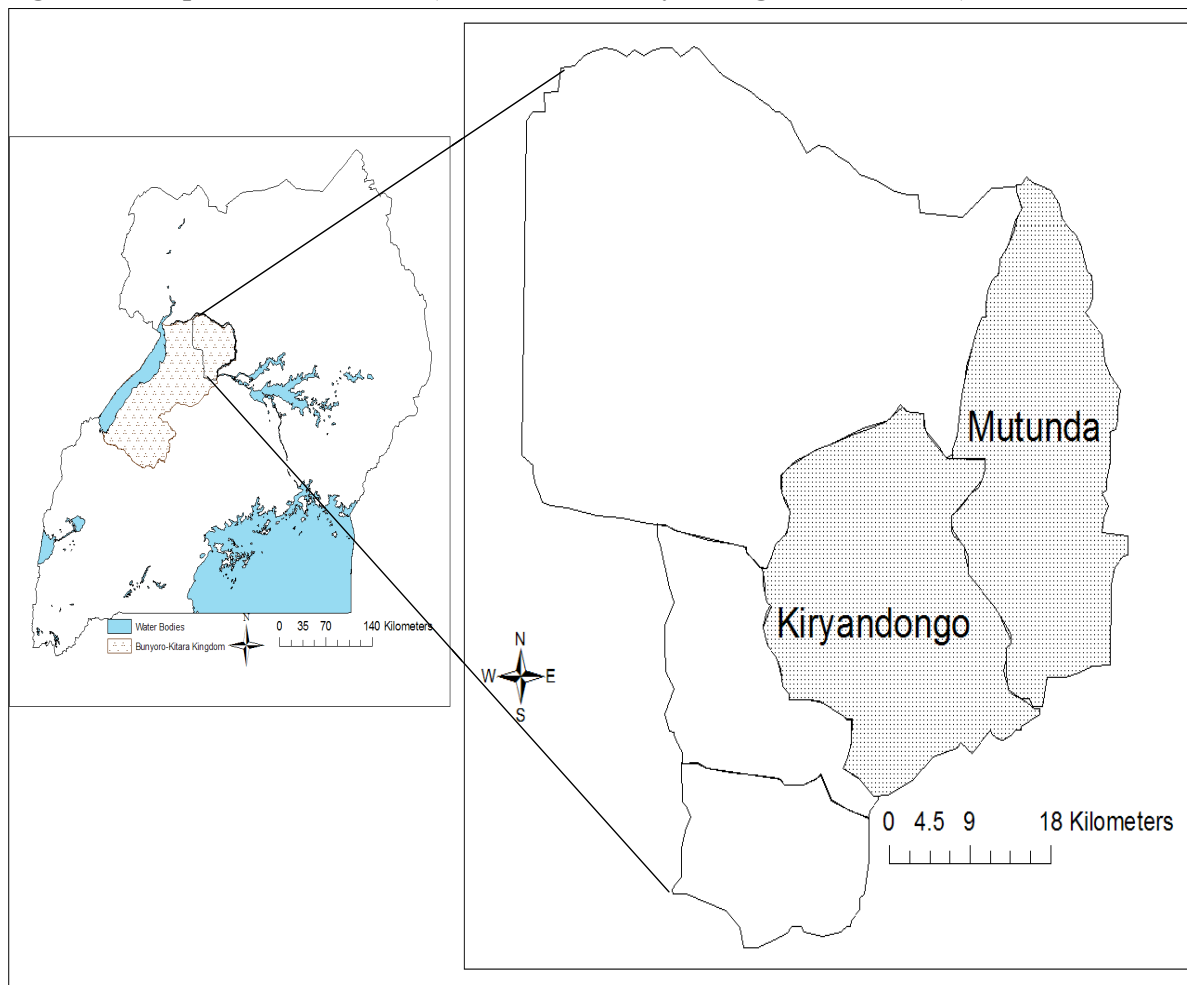 Mutunda
Kiryandongo
N
W E
S
0 4.5 9 18 Kilometers
Water Bodies
Bunyoro-Kitara Kingdom
N
0 35 70 140 Kilometers